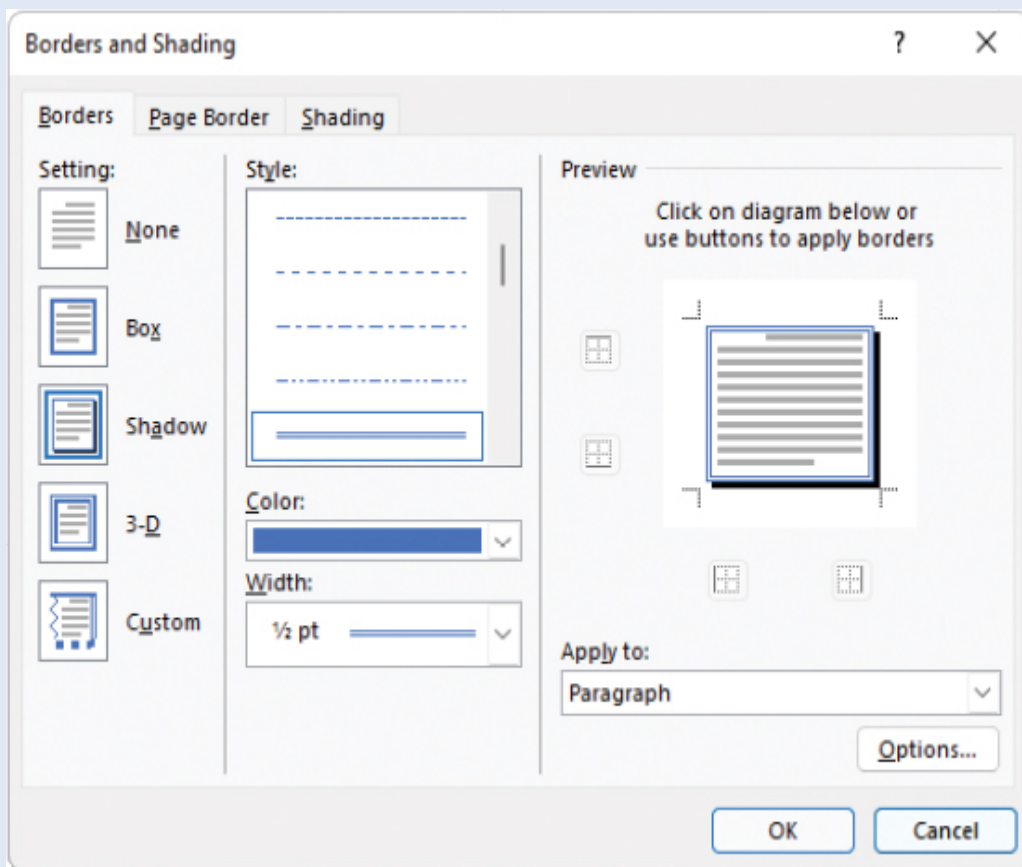 Borders and Shading
?
Borders
Page Border
Shading
Setting:
None
Box
Shadow
3-D
Custom
Style:
Color:
Width:
½ pt
Preview
Click on diagram below or
use buttons to apply borders
Apply to:
Paragraph
Options...
OK
Cancel